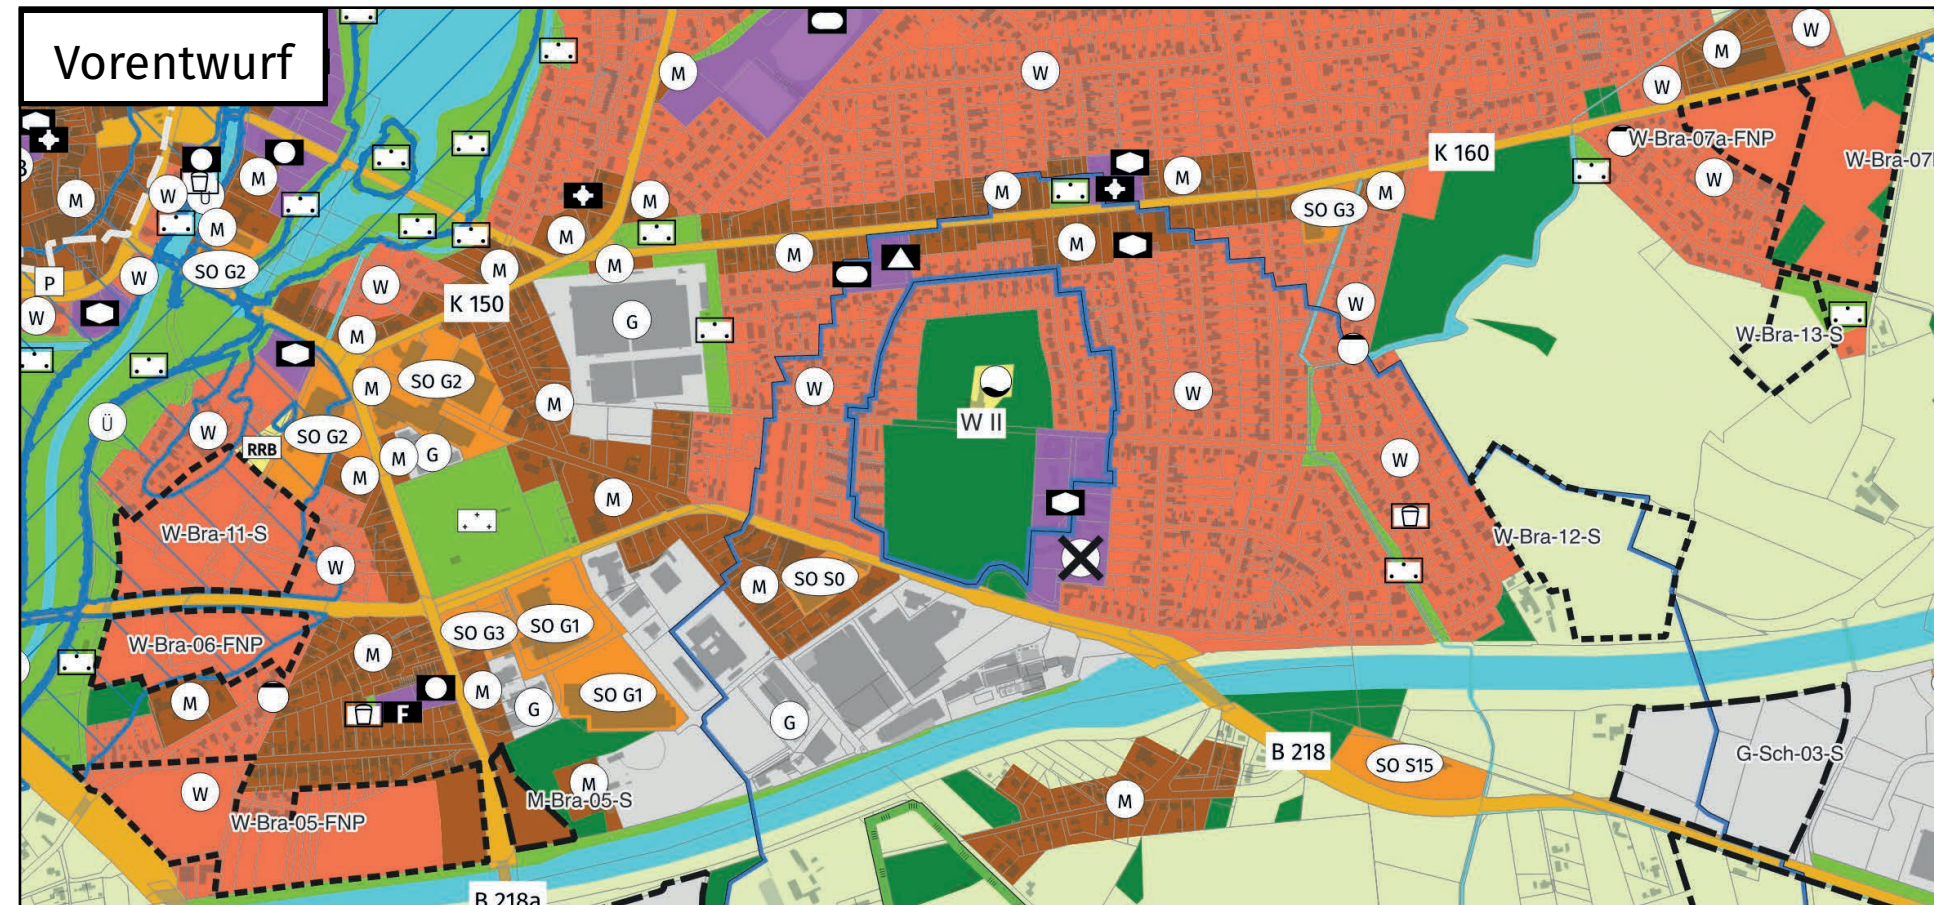 Vorentwurf
M
W
W
M
W
K 160
W-Bra-07a-FNP
W-Bra-07
W
M
W
M
M
M
M
M
SO G3
M
W
M
M
M
M
SO G2
P
W
W
W
M
K 150
M
G
W
W-Bra-13-S
M
M
SO G2
M
W
W
W II
Ü
W
SO G2
RRB
M
G
M
M
W
W-Bra-11-S
W
W-Bra-12-S
M
SO S0
SO G3
SO G1
W-Bra-06-FNP
M
M
M
SO G1
G
G
F
B 218
SO S15
G-Sch-03-S
W
M
M-Bra-05-S
M
W-Bra-05-FNP
B 218a